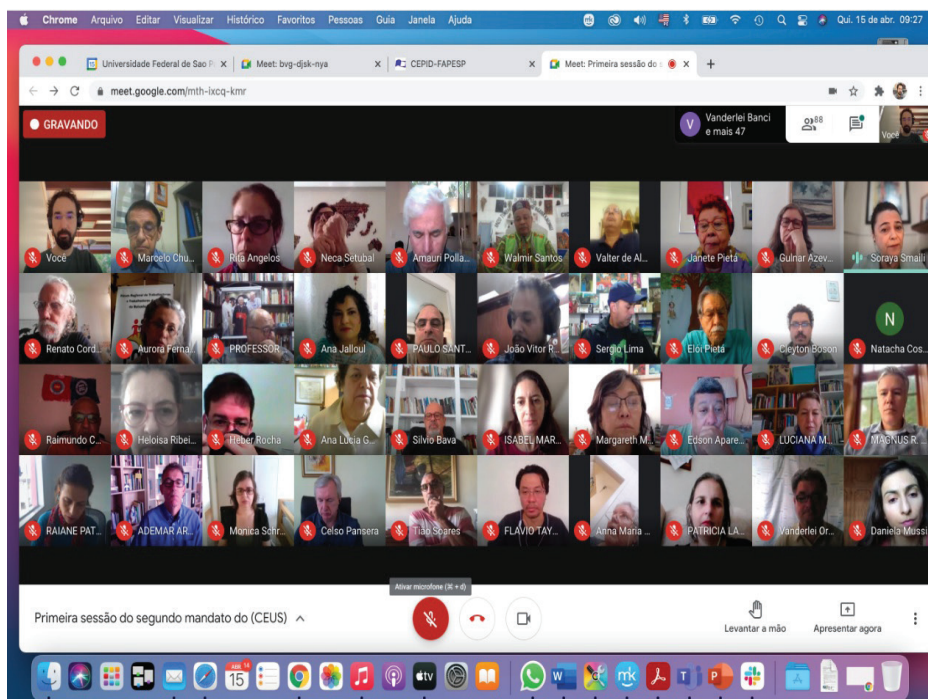 Chrome Arquivo Editar Visualizar Histórico Favoritos Pessoas Guia Janela Ajuda Qui. 15 de abr. 09:27
Universidade Federal de Sao P Meet: bvg-djsk-nya CEPID-FAPESP Meet: Primeira sessão do s
meet.google.com/mth-ixcq-kmr
GRAVANDO
V Vanderlei Banci
e mais 47
88
Você
Você Marcelo Chu... Rita Angelos Neca Setubal Amauri Polla... Walmir Santos Valter de Al... Janete Pietá Gulnar Azev... Soraya Smaili
N
Renato Cord... Aurora Ferna... PROFESSOR Ana Jalloul PAULO SANT... João Vitor R... Sergio Lima Elói Pietá Cleyton Boson Natacha Cos...
Raimundo C... Heloisa Ribei... Heber Rocha Ana Lucia G... Silvio Bava ISABEL MAR... Margareth M... Edson Apare... LUCIANA M... MAGNUS R. ...
RAIANE PAT... ADEMAR AR... Monica Schr... Celso Pansera Tião Soares FLÁVIO TAY... Anna Maria ... PATRICIA LA... Vanderlei Or... Daniela Mussi
Ativar microfone (⌘ + d)
Primeira sessão do segundo mandato do (CEUS)
Levantar a mão Apresentar agora
ABR 14
15
tv
W
mk
T
P